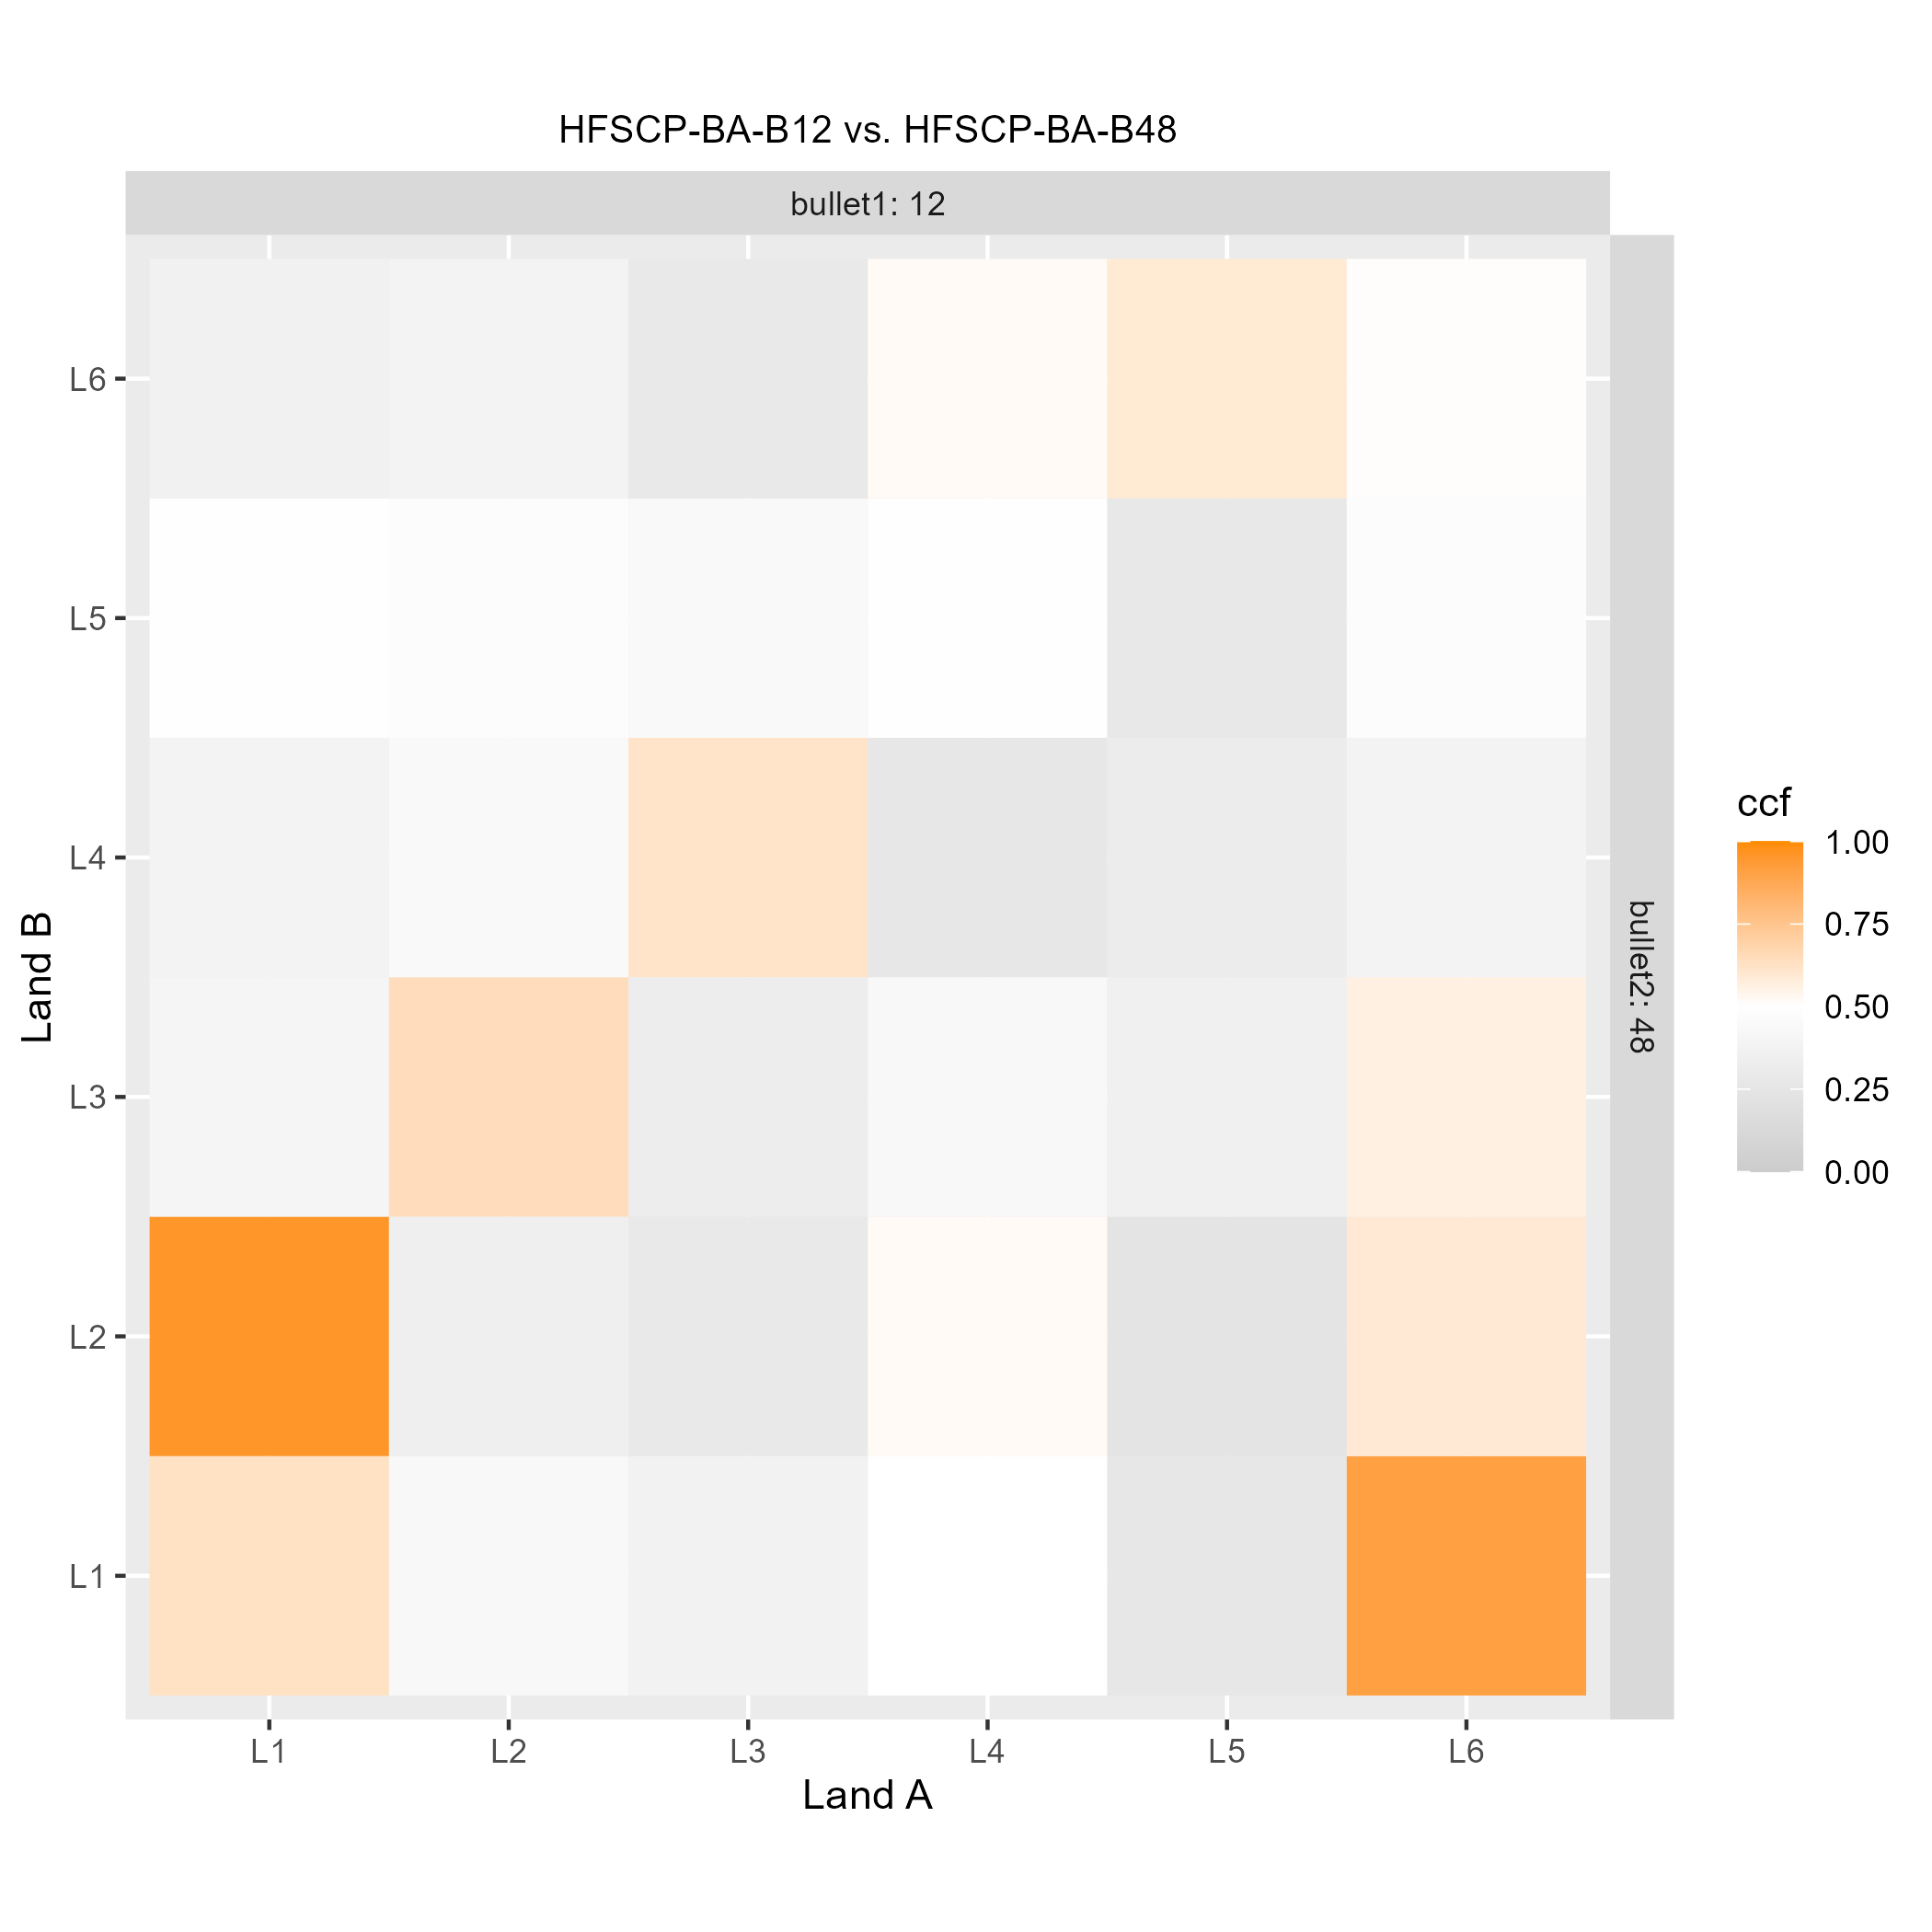 HFSCP-BA-B12 vs. HFSCP-BA-B48
bullet1: 12
L6
L5
L4
L3
L2
L1
Land B
bullet2: 48
L1 L2 L3 L4 L5 L6
Land A
ccf
1.00
0.75
0.50
0.25
0.00